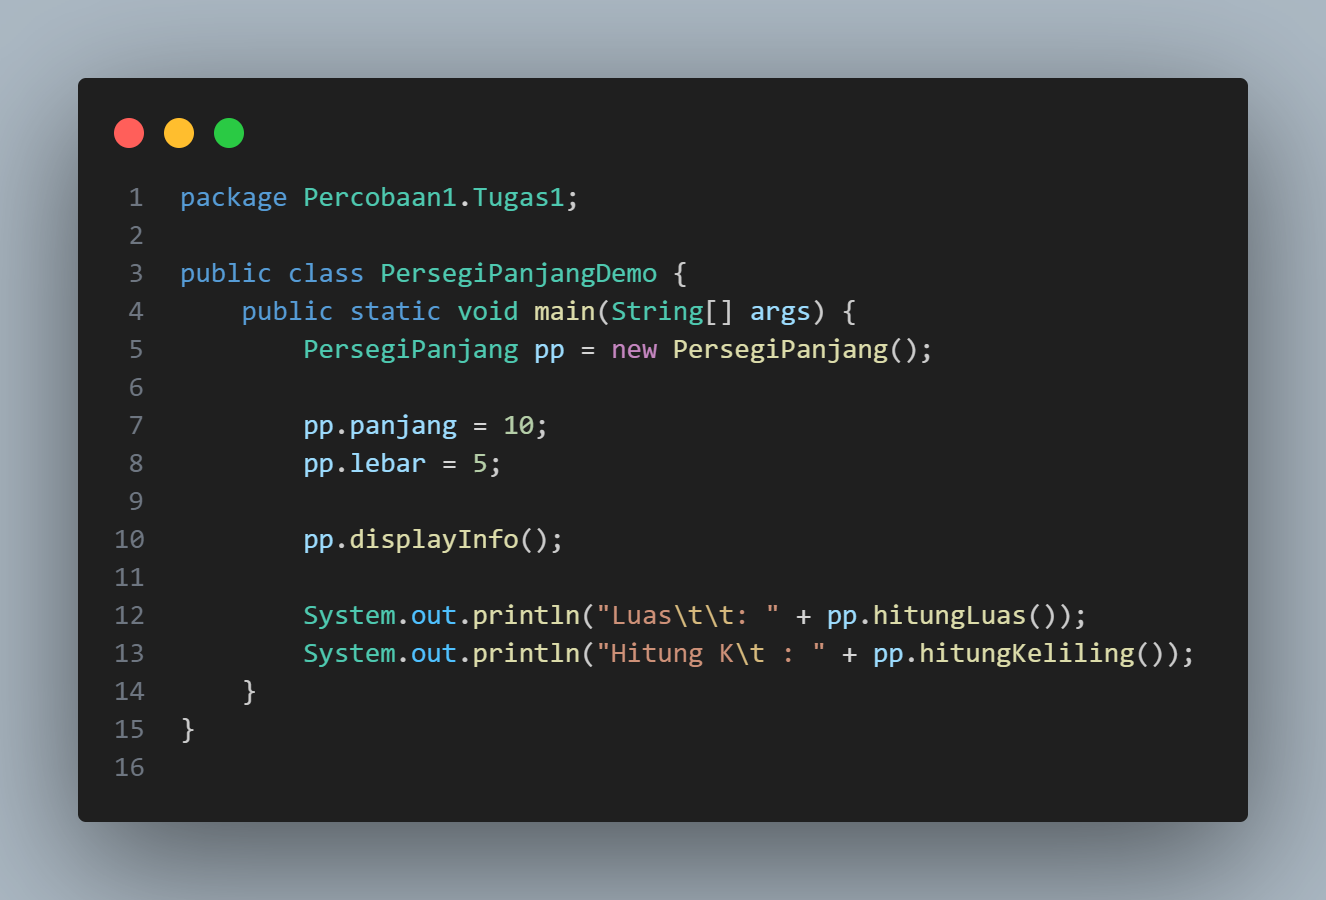 1 package Percobaan1.Tugas1;
2
3 public class PersegiPanjangDemo {
4     public static void main(String[] args) {
5         PersegiPanjang pp = new PersegiPanjang();
6
7         pp.panjang = 10;
8         pp.lebar = 5;
9
10         pp.displayInfo();
11
12         System.out.println("Luas\t\t: " + pp.hitungLuas());
13         System.out.println("Hitung K\t : " + pp.hitungKeliling());
14     }
15 }
16